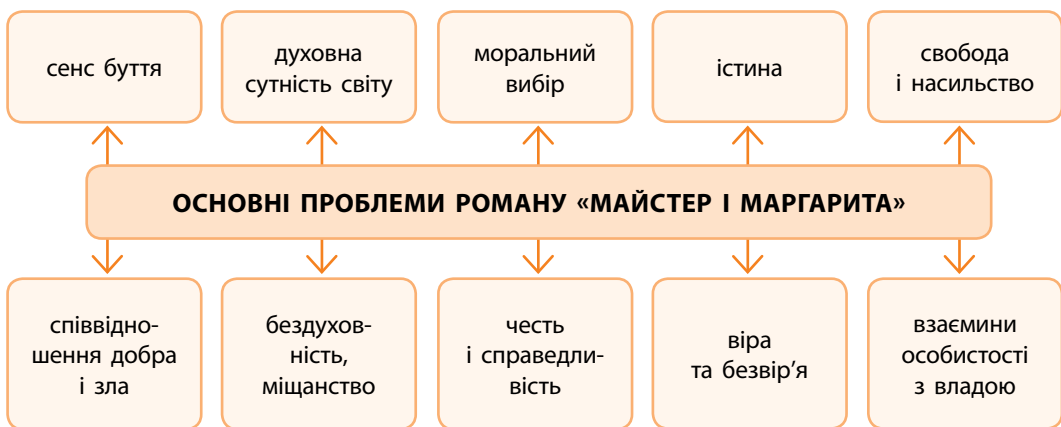 сенс буття
духовна
сутність світу
моральний
вибір
істина
свобода
і насильство
ОСНОВНІ ПРОБЛЕМИ РОМАНУ «МАЙСТЕР І МАРГАРИТА»
співвідно-
шення добра
і зла
бездухов-
ність,
міщанство
честь
і справедли-
вість
віра
та безвір'я
взаємини
особистості
з владою